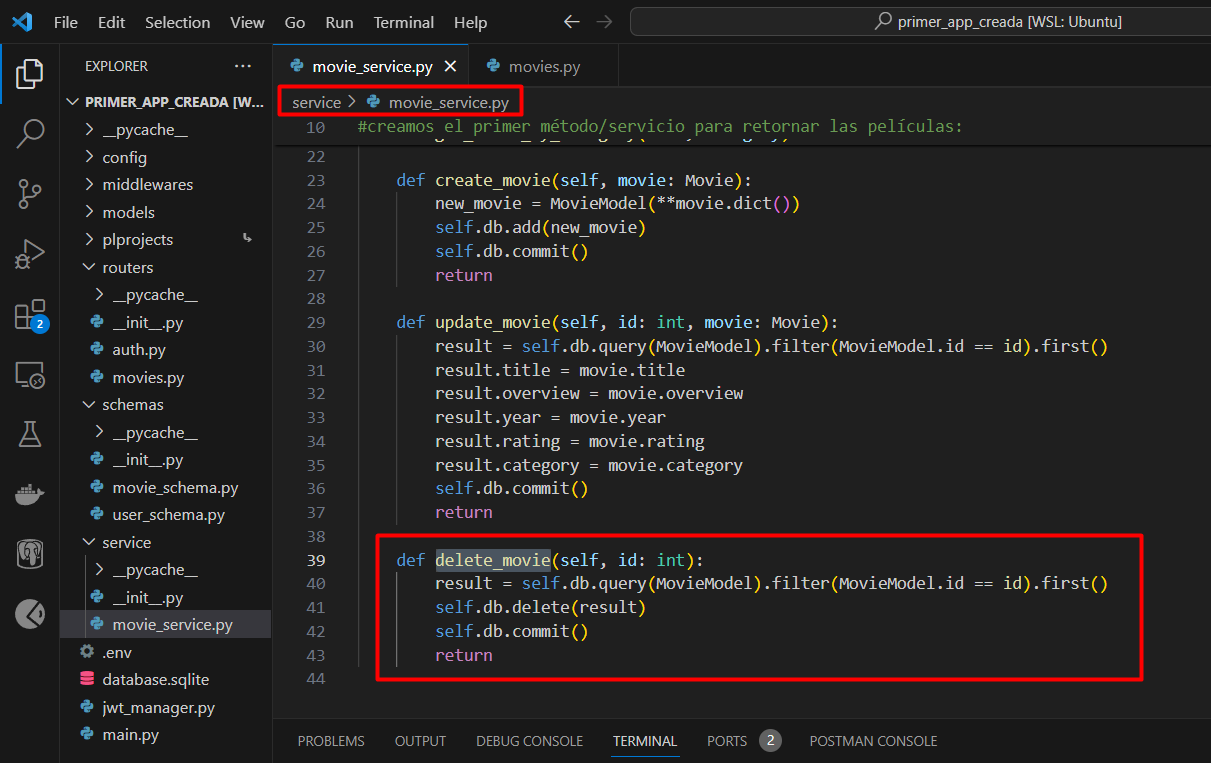 File Edit Selection View Go Run Terminal Help
primer_app_creada [WSL: Ubuntu]
EXPLORER ...
PRIMER_APP_CREADA [W...
__pycache__
config
middlewares
models
plprojects
routers
__pycache__
__init__.py
auth.py
movies.py
schemas
__pycache__
__init__.py
movie_schema.py
user_schema.py
service
__pycache__
__init__.py
movie_service.py
.env
database.sqlite
jwt_manager.py
main.py
2
movie_service.py movies.py
service > movie_service.py
10 #creamos el primer método/servicio para retornar las películas:
22
23 def create_movie(self, movie: Movie):
24 new_movie = MovieModel(**movie.dict())
25 self.db.add(new_movie)
26 self.db.commit()
27 return
28
29 def update_movie(self, id: int, movie: Movie):
30 result = self.db.query(MovieModel).filter(MovieModel.id == id).first()
31 result.title = movie.title
32 result.overview = movie.overview
33 result.year = movie.year
34 result.rating = movie.rating
35 result.category = movie.category
36 self.db.commit()
37 return
38
39 def delete_movie(self, id: int):
40 result = self.db.query(MovieModel).filter(MovieModel.id == id).first()
41 self.db.delete(result)
42 self.db.commit()
43 return
44
PROBLEMS OUTPUT DEBUG CONSOLE TERMINAL PORTS 2 POSTMAN CONSOLE